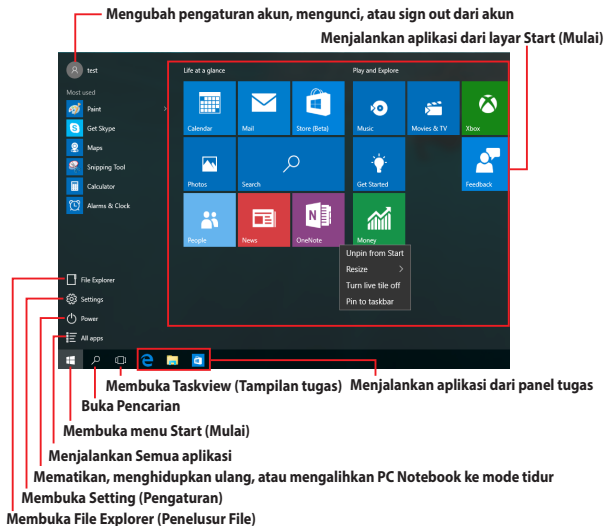 Mengubah pengaturan akun, mengunci, atau sign out dari akun
Menjalankan aplikasi dari layar Start (Mulai)
test
Life at a glance
Play and Explore
Most used
Paint
Get Skype
Maps
Snipping Tool
Calculator
Alarms & Clock
Calendar
Mail
Store (Beta)
Music
Movies & TV
Xbox
Photos
Search
Get Started
Feedback
People
News
OneNote
Money
Unpin from Start
Resize
Turn live tile off
Pin to taskbar
File Explorer
Settings
Power
All apps
Membuka Taskview (Tampilan tugas)
Menjalankan aplikasi dari panel tugas
Buka Pencarian
Membuka menu Start (Mulai)
Menjalankan Semua aplikasi
Mematikan, menghidupkan ulang, atau mengalihkan PC Notebook ke mode tidur
Membuka Setting (Pengaturan)
Membuka File Explorer (Penelusur File)